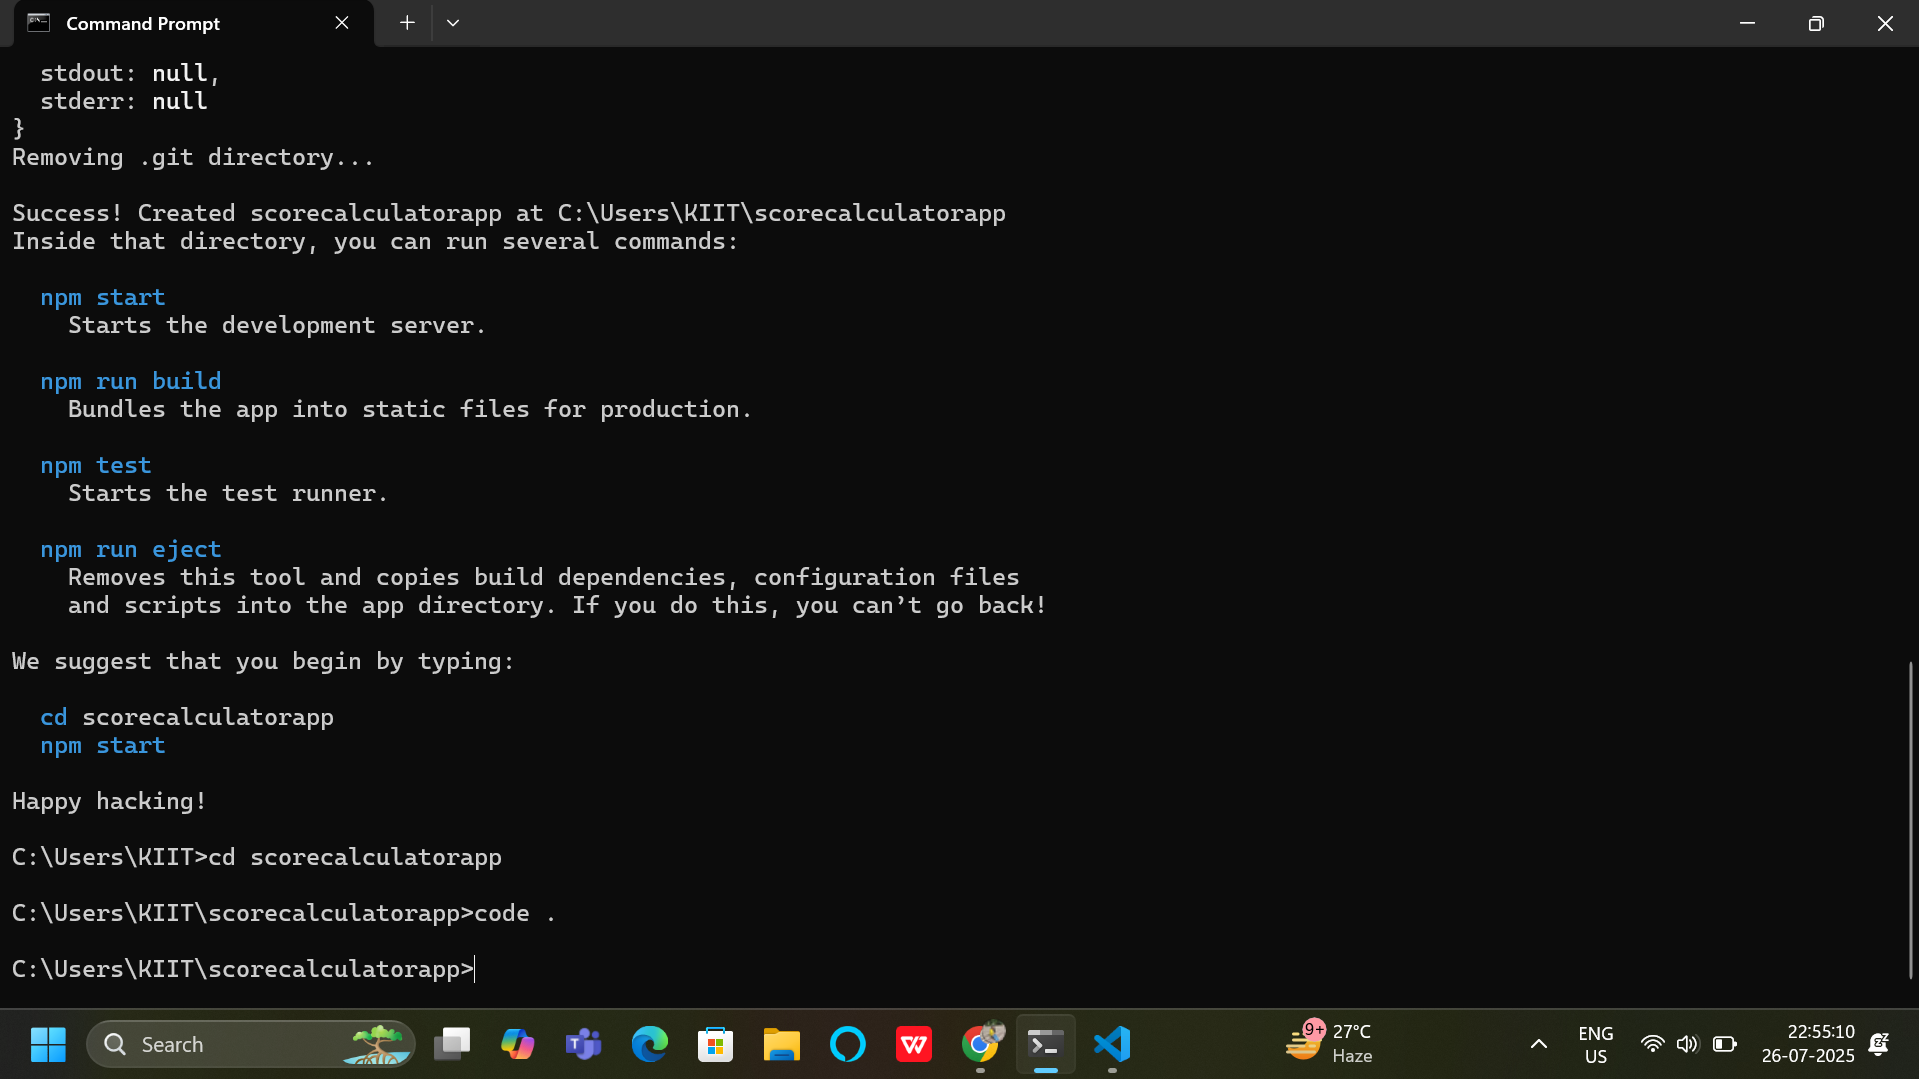 Command Prompt
stdout: null,
stderr: null
}
Removing .git directory...
Success! Created scorecalculatorapp at C:\Users\KIIT\scorecalculatorapp
Inside that directory, you can run several commands:
npm start
Starts the development server.
npm run build
Bundles the app into static files for production.
npm test
Starts the test runner.
npm run eject
Removes this tool and copies build dependencies, configuration files
and scripts into the app directory. If you do this, you can’t go back!
We suggest that you begin by typing:
cd scorecalculatorapp
npm start
Happy hacking!
C:\Users\KIIT>cd scorecalculatorapp
C:\Users\KIIT\scorecalculatorapp>code .
C:\Users\KIIT\scorecalculatorapp>
Search
9+
27°C
Haze
ENG
US
22:55:10
26-07-2025